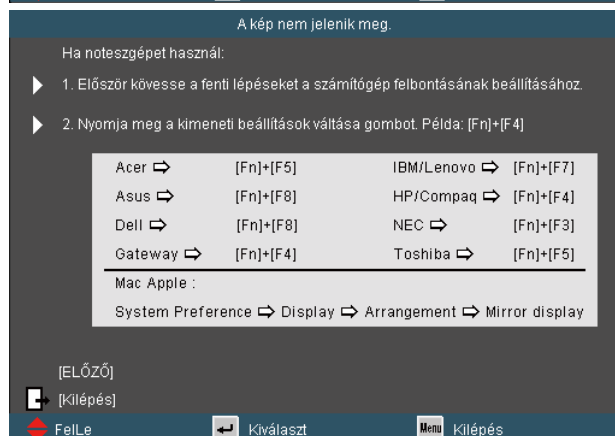 A kép nem jelenik meg.
Ha noteszgépet használ:
1. Először kövesse a fenti lépéseket a számítógép felbontásának beállításához.
2. Nyomja meg a kimeneti beállítások váltása gombot. Példa: [Fn]+[F4]
Acer ⇨ [Fn]+[F5] IBM/Lenovo ⇨ [Fn]+[F7]
Asus ⇨ [Fn]+[F8] HP/Compaq ⇨ [Fn]+[F4]
Dell ⇨ [Fn]+[F8] NEC ⇨ [Fn]+[F3]
Gateway ⇨ [Fn]+[F4] Toshiba ⇨ [Fn]+[F5]
Mac Apple :
System Preference ⇨ Display ⇨ Arrangement ⇨ Mirror display
[ELŐZŐ]
[Kilépés]
FelLe Kiválaszt Menu Kilépés